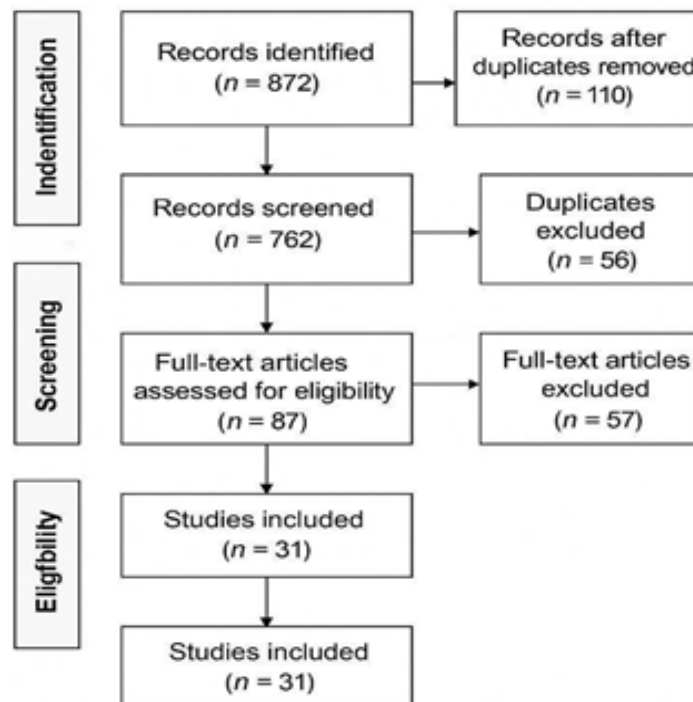 Indentification
Records identified
(n = 872)
Records after
duplicates removed
(n = 110)
Records screened
(n = 762)
Duplicates
excluded
(n = 56)
Screening
Full-text articles
assessed for eligibility
(n = 87)
Full-text articles
excluded
(n = 57)
Eligfbility
Studies included
(n = 31)
Studies included
(n = 31)